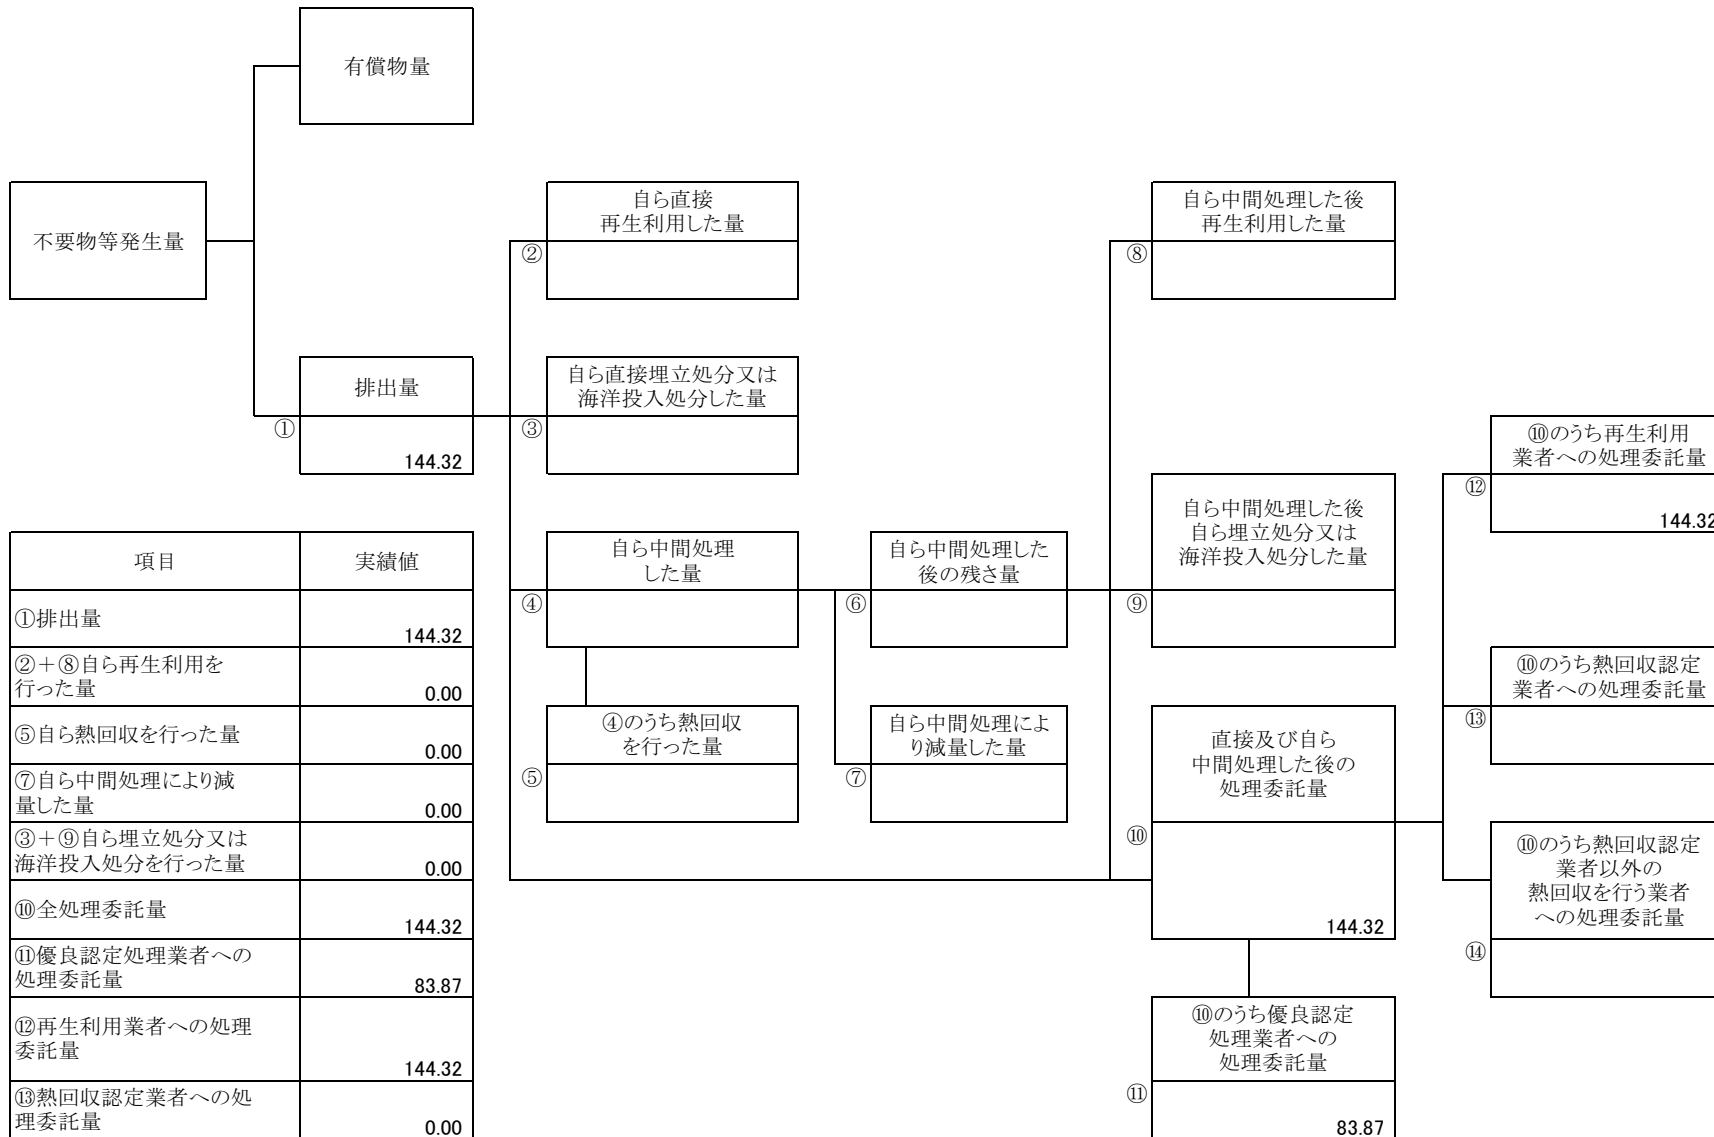 有償物量
不要物等発生量
自ら直接
再生利用した量
②
自ら中間処理した後
再生利用した量
⑧
排出量
①
144.32
自ら直接埋立処分又は
海洋投入処分した量
③
⑩のうち再生利用
業者への処理委託量
⑫
144.32
自ら中間処理した後
自ら埋立処分又は
海洋投入処分した量
⑨
自ら中間処理
した量
④
自ら中間処理した
後の残さ量
⑥
⑩のうち熱回収認定
業者への処理委託量
⑬
④のうち熱回収
を行った量
⑤
自ら中間処理によ
り減量した量
⑦
直接及び自ら
中間処理した後の
処理委託量
⑩
144.32
⑩のうち熱回収認定
業者以外の
熱回収を行う業者
への処理委託量
⑭
⑩のうち優良認定
処理業者への
処理委託量
⑪
83.87
項目 実績値
①排出量
144.32
②＋⑧自ら再生利用を
行った量
0.00
⑤自ら熱回収を行った量
0.00
⑦自ら中間処理により減
量した量
0.00
③＋⑨自ら埋立処分又は
海洋投入処分を行った量
0.00
⑩全処理委託量
144.32
⑪優良認定処理業者への
処理委託量
83.87
⑫再生利用業者への処理
委託量
144.32
⑬熱回収認定業者への処
理委託量
0.00